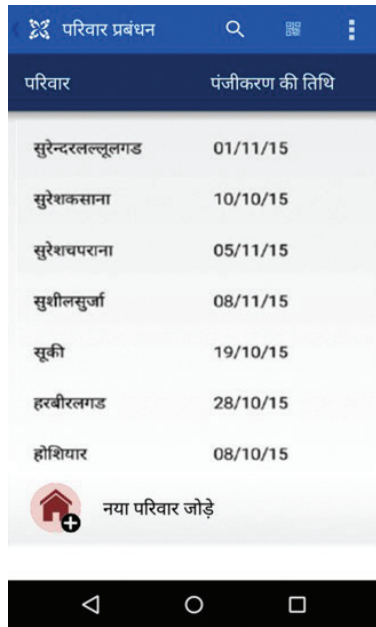 परिवार प्रबंधन
परिवार पंजीकरण की तिथि
सुरेन्दरलल्लूलगड 01/11/15
सुरेशकसाना 10/10/15
सुरेशचपराना 05/11/15
सुशीलसुर्जा 08/11/15
सूकी 19/10/15
हरबीरलगड 28/10/15
होशियार 08/10/15
नया परिवार जोड़े